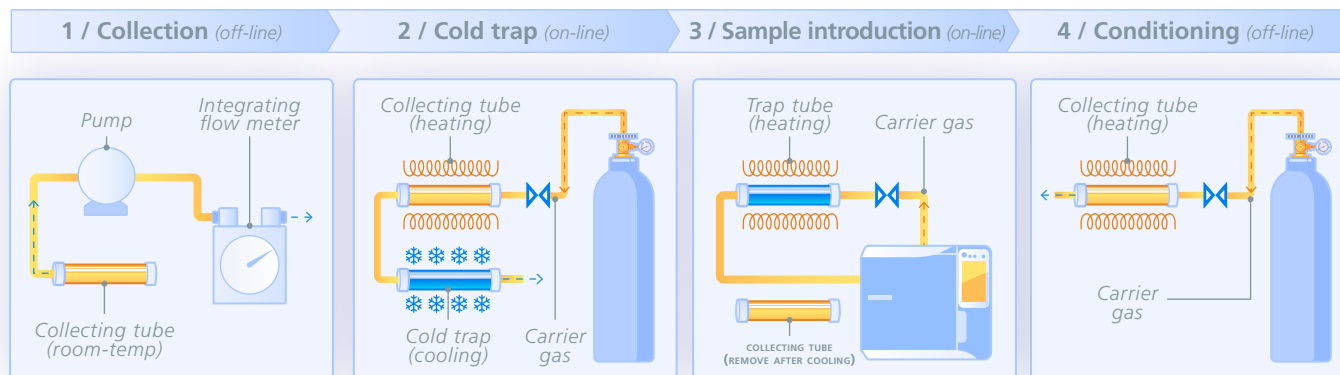 1 / Collection (off-line)
2 / Cold trap (on-line)
3 / Sample introduction (on-line)
4 / Conditioning (off-line)
Pump
Integrating
flow meter
Collecting tube
(room-temp)
Collecting tube
(heating)
Cold trap
(cooling)
Carrier
gas
Trap tube
(heating)
Carrier gas
COLLECTING TUBE
(REMOVE AFTER COOLING)
Collecting tube
(heating)
Carrier
gas